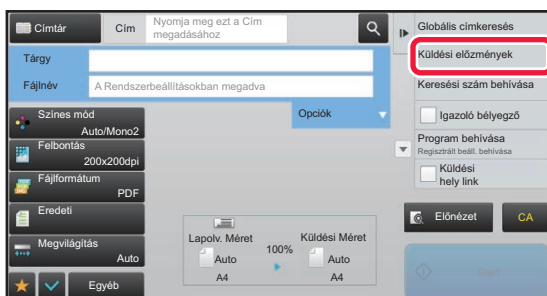 Címtár
Cím
Nyomja meg ezt a Cím
megadásához
Tárgy
Fájlnév
A Rendszerbeállításokban megadva
Opciók
Színes mód
Auto/Mono2
Felbontás
200x200dpi
Fájlformátum
PDF
Eredeti
Megvilágítás
Auto
Egyéb
Lapolv. Méret
Auto
A4
100%
Küldési Méret
Auto
A4
Globális címkeresés
Küldési előzmények
Keresési szám behívása
Igazoló bélyegző
Program behívása
Regisztrált beáll. behívása
Küldési
hely link
Előnézet
CA
Start